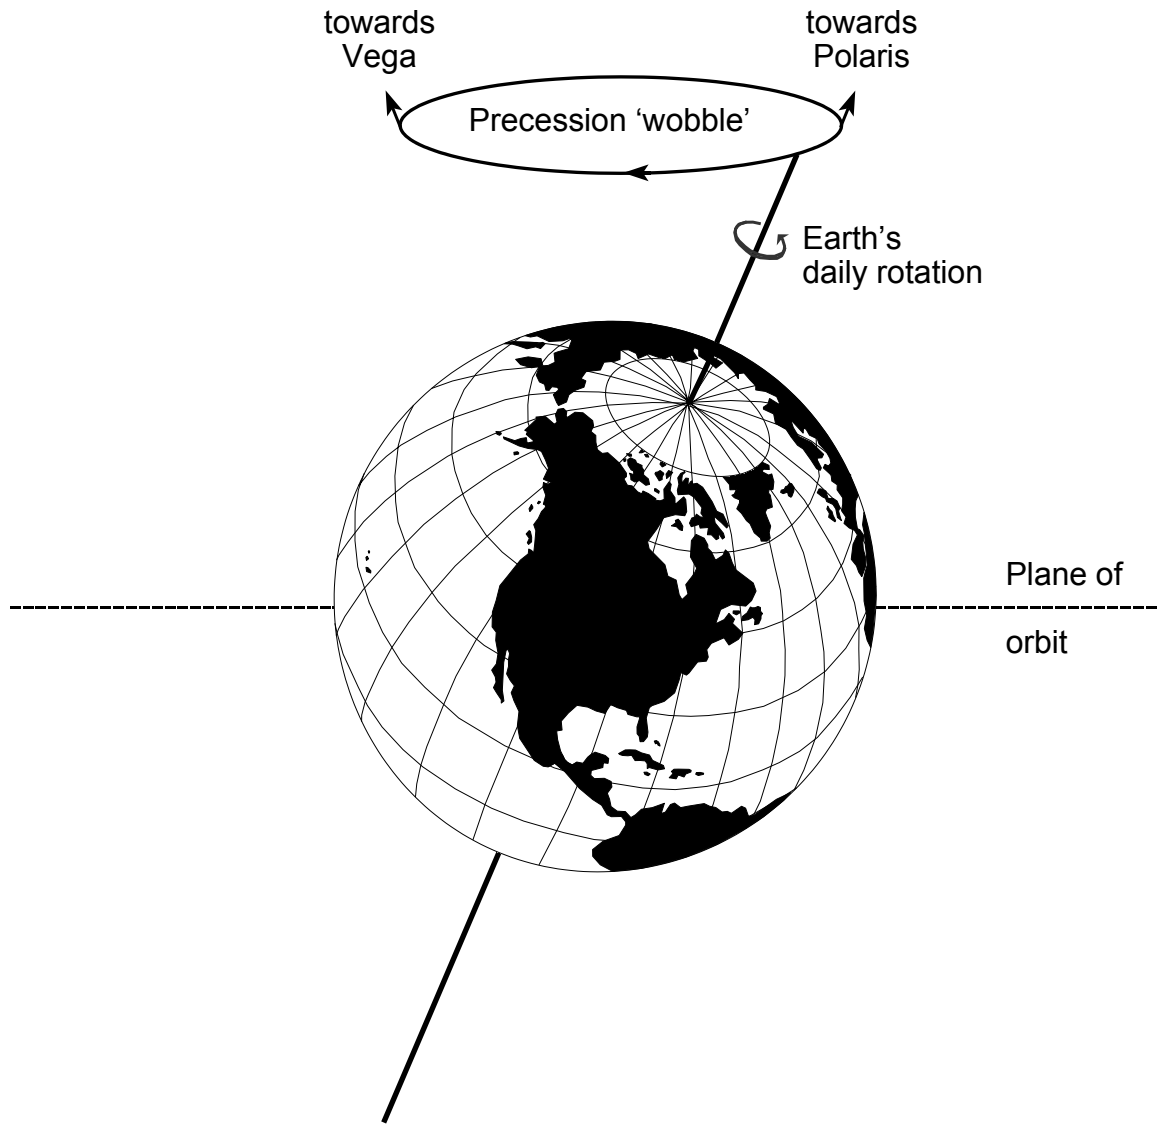 towards
Vega
towards
Polaris
Precession ‘wobble’
Earth’s
daily rotation
Plane of
orbit